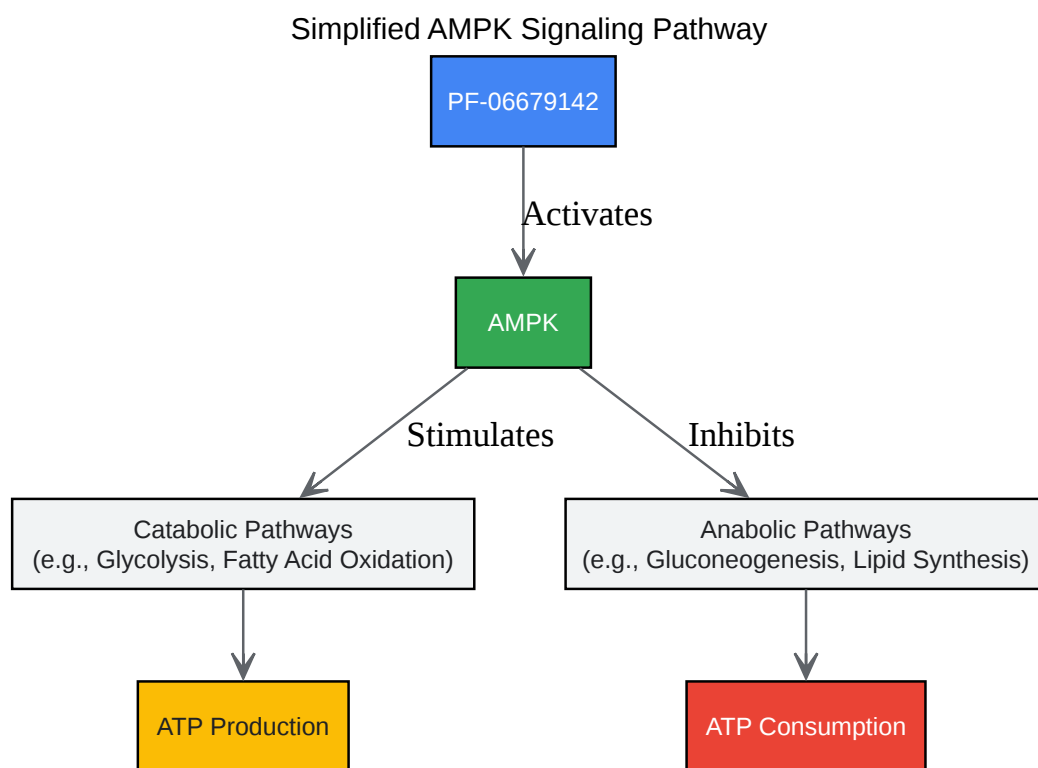 Simplified AMPK Signaling Pathway
PF-06679142
Activates
AMPK
Stimulates
Inhibits
Catabolic Pathways
(e.g., Glycolysis, Fatty Acid Oxidation)
Anabolic Pathways
(e.g., Gluconeogenesis, Lipid Synthesis)
ATP Production
ATP Consumption